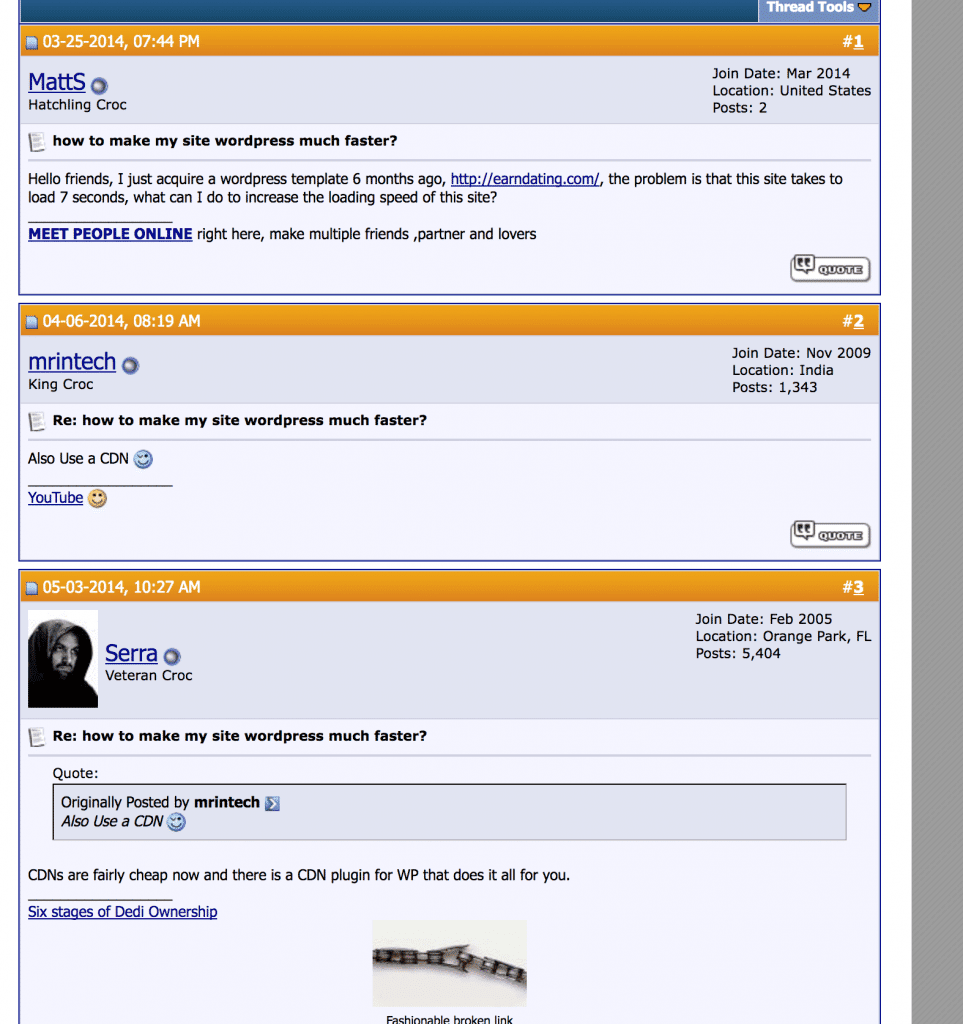 Thread Tools
03-25-2014, 07:44 PM #1
MattS
Hatchling Croc
Join Date: Mar 2014
Location: United States
Posts: 2
how to make my site wordpress much faster?
Hello friends, I just acquire a wordpress template 6 months ago, http://earndating.com/, the problem is that this site takes to
load 7 seconds, what can I do to increase the loading speed of this site?
MEET PEOPLE ONLINE right here, make multiple friends ,partner and lovers
QUOTE
04-06-2014, 08:19 AM #2
mrintech
King Croc
Join Date: Nov 2009
Location: India
Posts: 1,343
Re: how to make my site wordpress much faster?
Also Use a CDN
YouTube
QUOTE
05-03-2014, 10:27 AM #3
Serra
Veteran Croc
Join Date: Feb 2005
Location: Orange Park, FL
Posts: 5,404
Re: how to make my site wordpress much faster?
Quote:
Originally Posted by mrintech
Also Use a CDN
CDNs are fairly cheap now and there is a CDN plugin for WP that does it all for you.
Six stages of Dedi Ownership
Fashionable broken link